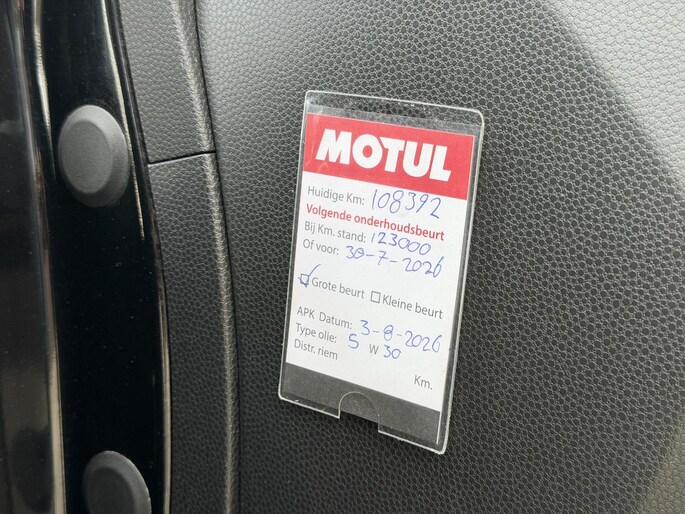 MOTUL
Huidige Km: 108392
Volgende onderhoudsbeurt
Bij Km. stand: 123000
Of voor: 30-7-2026
Grote beurt Kleine beurt
APK Datum: 3-8-2026
Type olie: 5 W 30
Distr. riem Km.